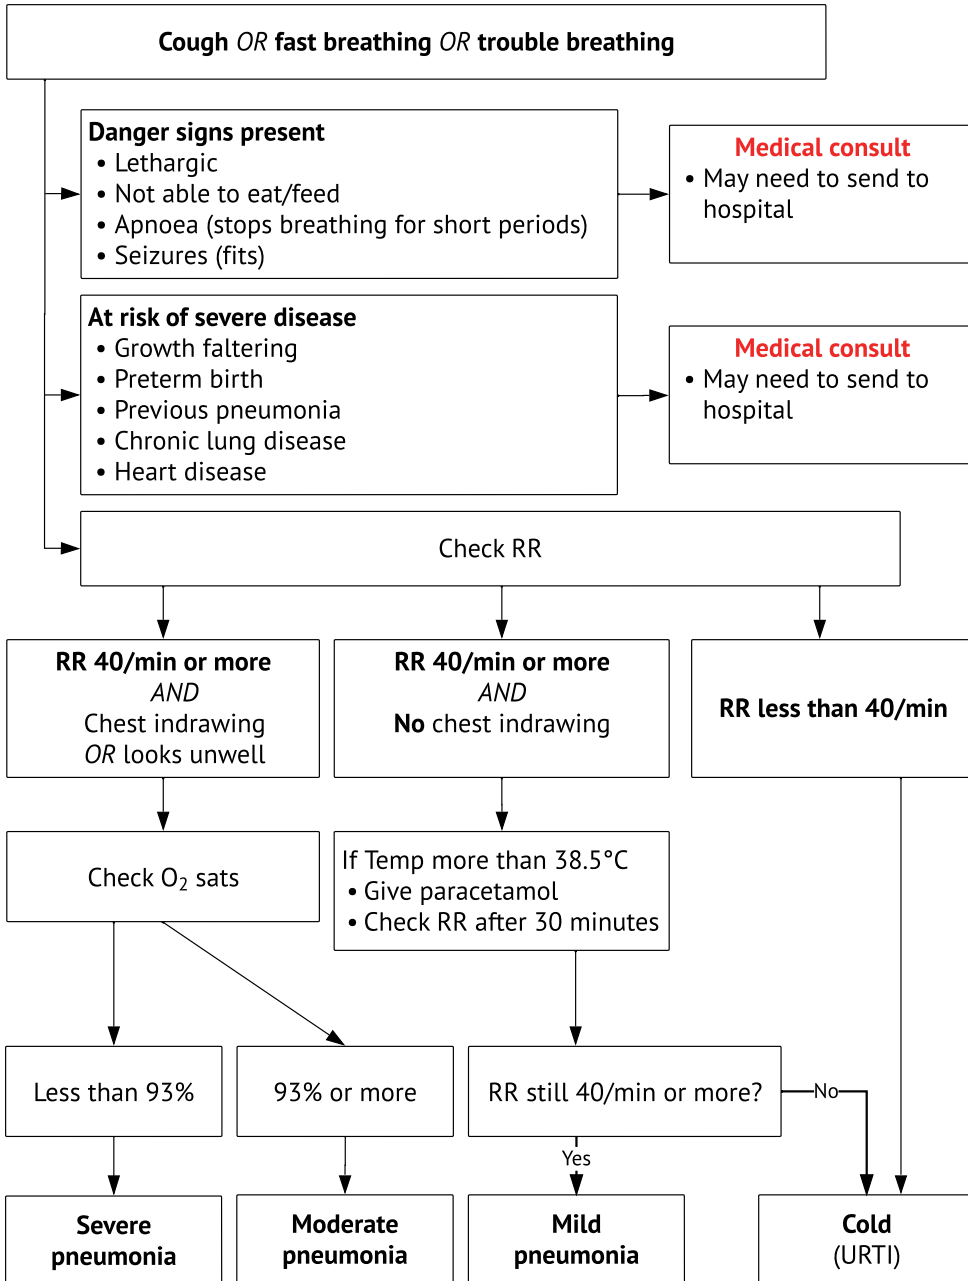 Cough OR fast breathing OR trouble breathing
Danger signs present
• Lethargic
• Not able to eat/feed
• Apnoea (stops breathing for short periods)
• Seizures (fits)
Medical consult
• May need to send to
hospital
At risk of severe disease
• Growth faltering
• Preterm birth
• Previous pneumonia
• Chronic lung disease
• Heart disease
Medical consult
• May need to send to
hospital
Check RR
RR 40/min or more
AND
Chest indrawing
OR looks unwell
RR 40/min or more
AND
No chest indrawing
RR less than 40/min
Check O₂ sats
If Temp more than 38.5°C
• Give paracetamol
• Check RR after 30 minutes
Less than 93%
93% or more
RR still 40/min or more?
No
Yes
Severe
pneumonia
Moderate
pneumonia
Mild
pneumonia
Cold
(URTI)